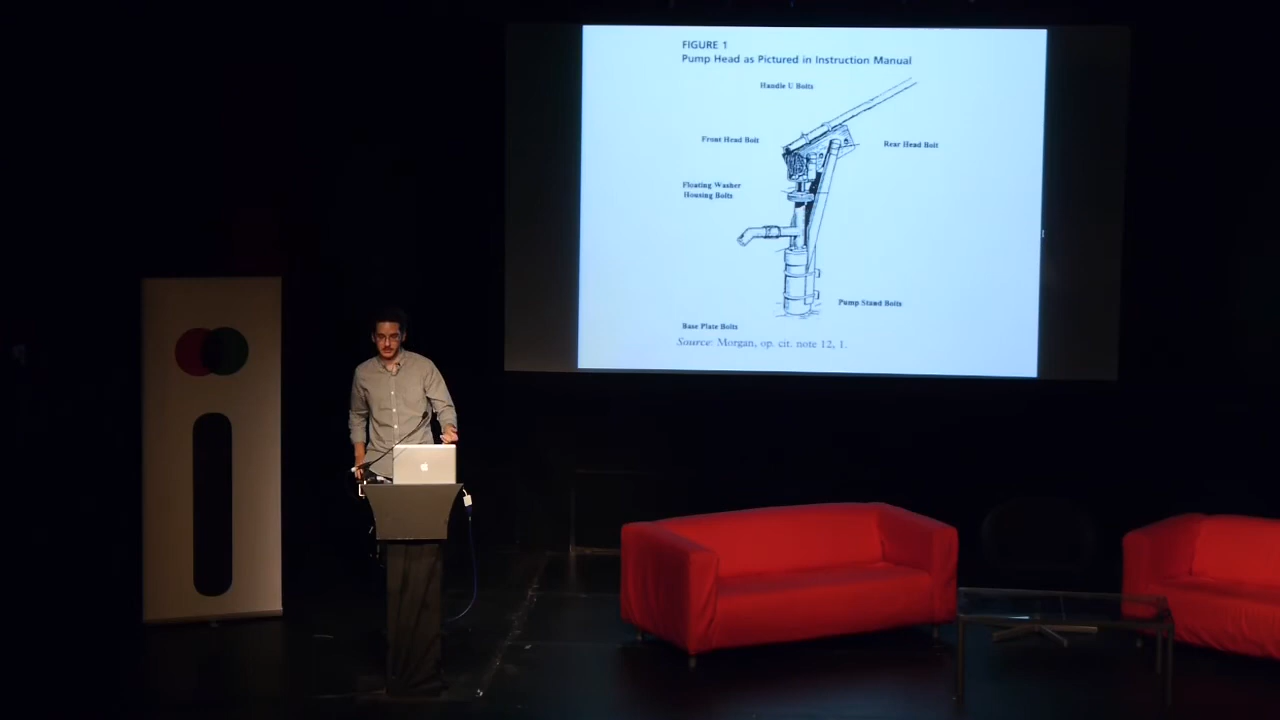 FIGURE 1
Pump Head as Pictured in Instruction Manual
Handle U Bolts
Front Head Bolt
Rear Head Bolt
Floating Washer
Housing Bolts
Pump Stand Bolts
Base Plate Bolts
Source: Morgan, op. cit. note 12, 1.